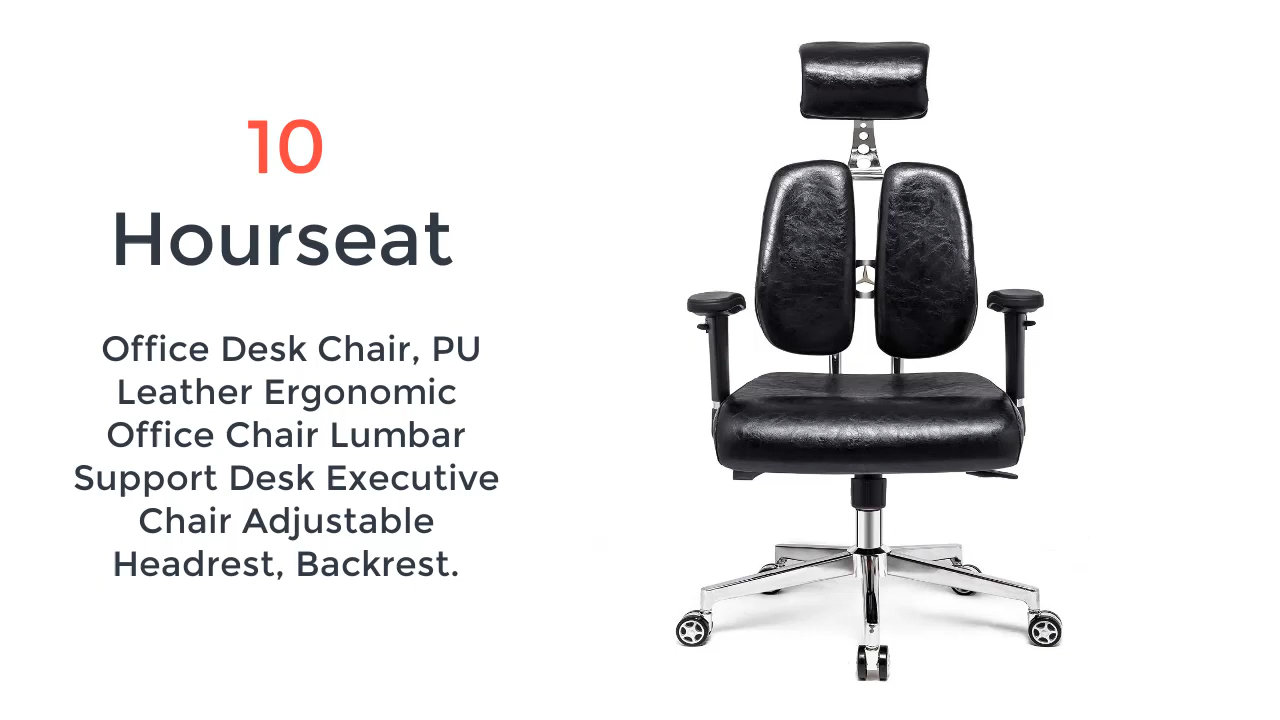 10
Hourseat
Office Desk Chair, PU
Leather Ergonomic
Office Chair Lumbar
Support Desk Executive
Chair Adjustable
Headrest, Backrest.